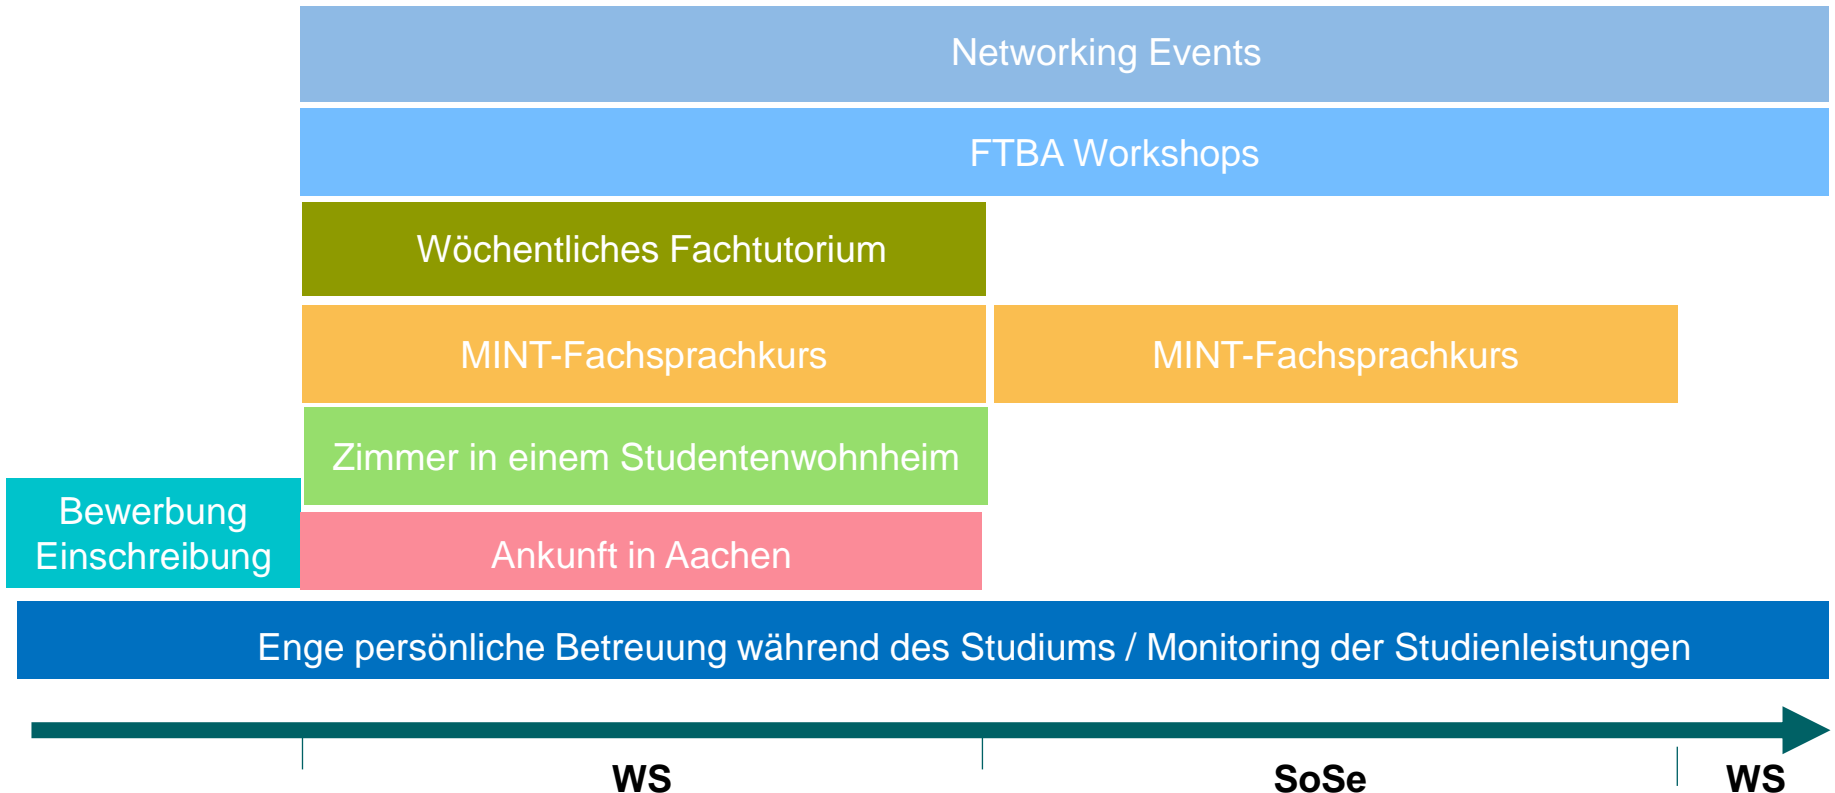 Networking Events
FTBA Workshops
Wöchentliches Fachtutorium
MINT-Fachsprachkurs
MINT-Fachsprachkurs
Zimmer in einem Studentenwohnheim
Bewerbung
Einschreibung
Ankunft in Aachen
Enge persönliche Betreuung während des Studiums / Monitoring der Studienleistungen
WS
SoSe
WS